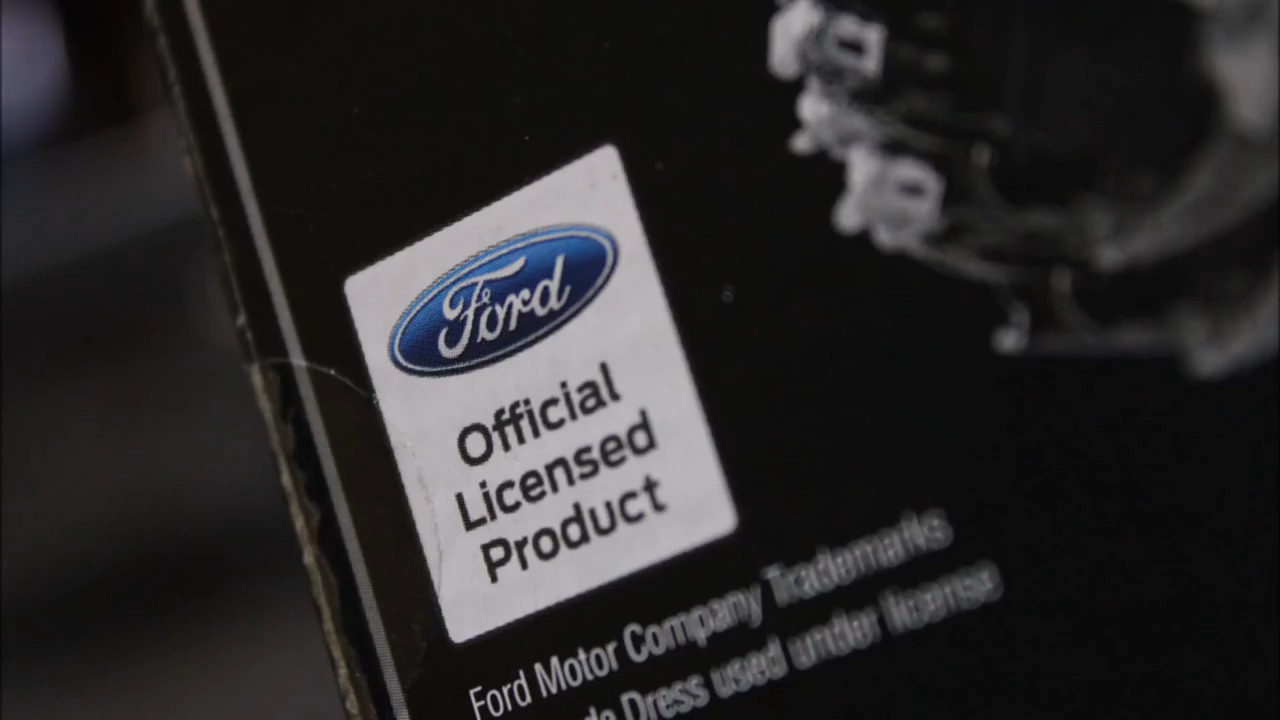 Ford
Official
Licensed
Product
Ford Motor Company Trademarks
Dress used under license